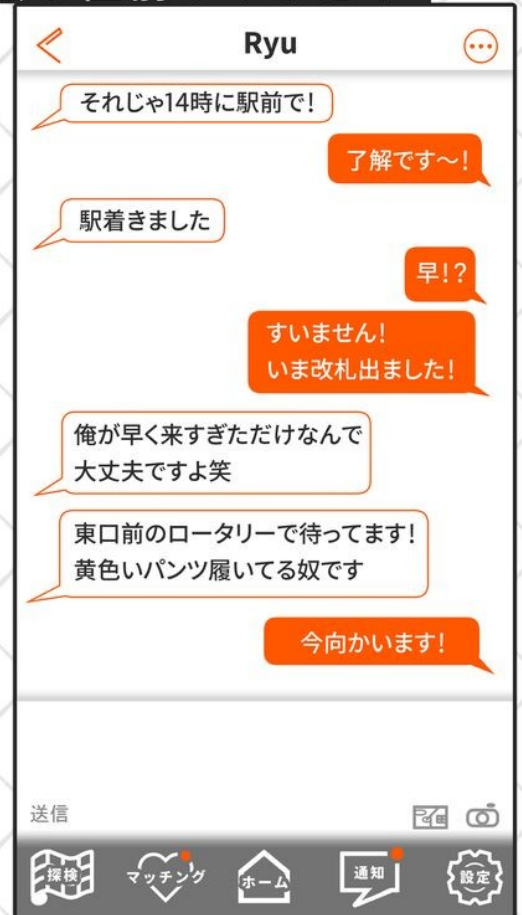 Ryu
それじゃ14時に駅前で!
了解です〜!
駅着きました
早!?
すいません!
いま改札出ました!
俺が早く来すぎただけなんで
大丈夫ですよ笑
東口前のロータリーで待ってます!
黄色いパンツ履いてる奴です
今向かいます!
送信
探検
マッチング
ホーム
通知
設定